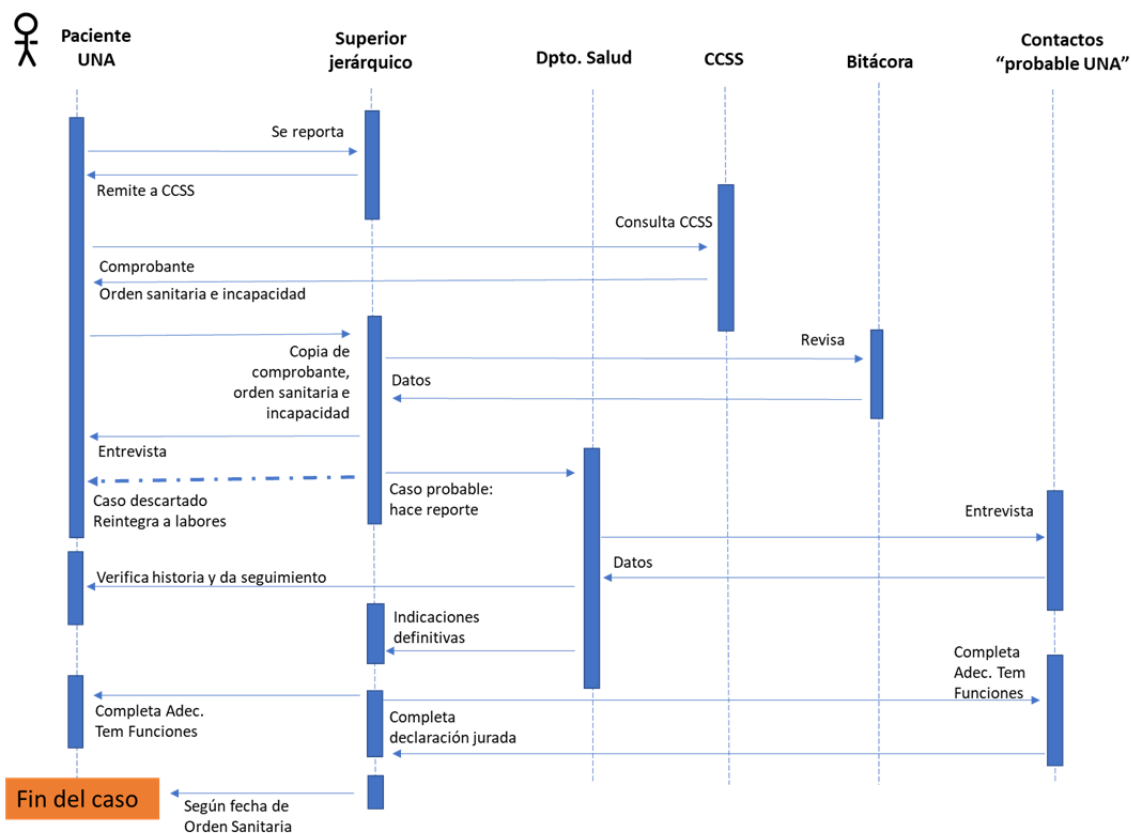 Paciente
UNA
Superior
jerárquico
Dpto. Salud
CCSS
Bitácora
Contactos
“probable UNA”
Se reporta
Remite a CCSS
Consulta CCSS
Comprobante
Orden sanitaria e incapacidad
Copia de
comprobante,
orden sanitaria e
incapacidad
Revisa
Datos
Entrevista
Caso descartado
Reintegra a labores
Caso probable:
hace reporte
Entrevista
Datos
Verifica historia y da seguimiento
Indicaciones
definitivas
Completa
Adec. Tem
Funciones
Completa Adec.
Tem Funciones
Completa
declaración jurada
Fin del caso
Según fecha de
Orden Sanitaria